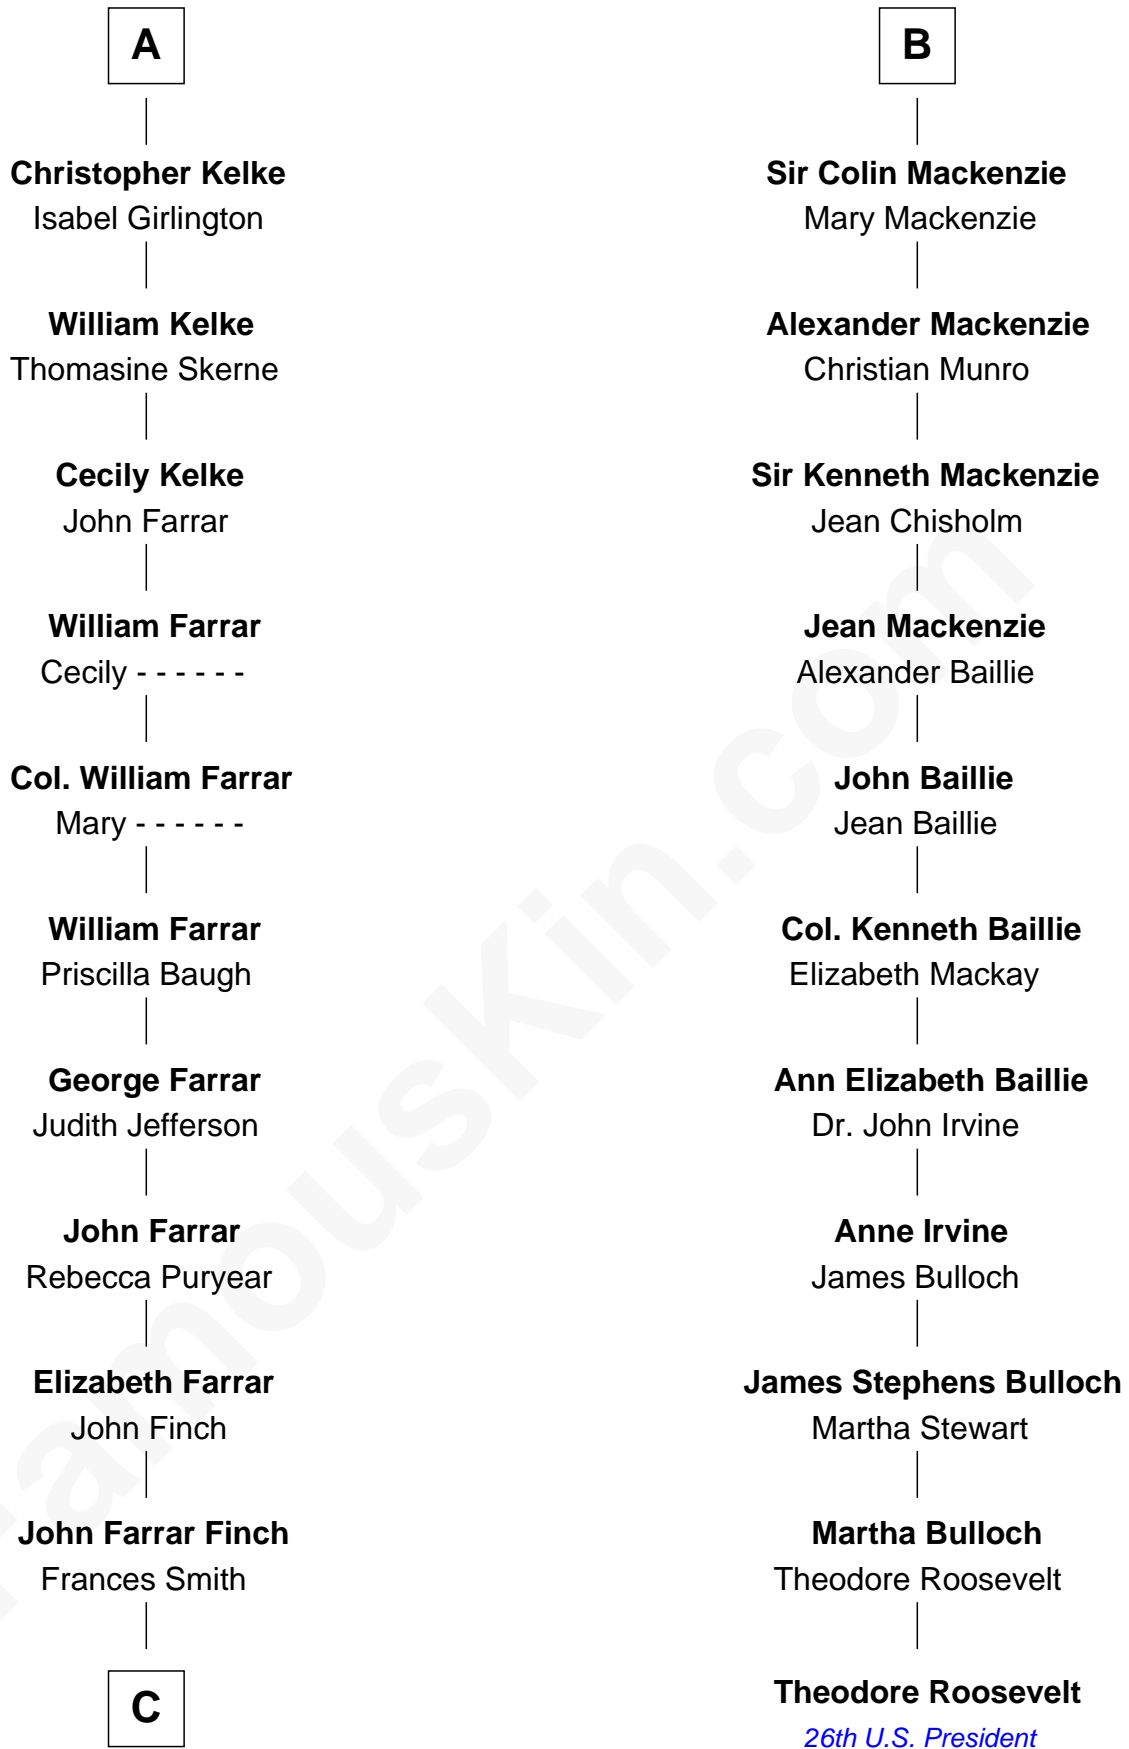 A
Christopher Kelke
Isabel Girlington
William Kelke
Thomasine Skerne
Cecily Kelke
John Farrar
William Farrar
Cecily - - - - - -
Col. William Farrar
Mary - - - - - -
William Farrar
Priscilla Baugh
George Farrar
Judith Jefferson
John Farrar
Rebecca Puryear
Elizabeth Farrar
John Finch
John Farrar Finch
Frances Smith
C
B
Sir Colin Mackenzie
Mary Mackenzie
Alexander Mackenzie
Christian Munro
Sir Kenneth Mackenzie
Jean Chisholm
Jean Mackenzie
Alexander Baillie
John Baillie
Jean Baillie
Col. Kenneth Baillie
Elizabeth Mackay
Ann Elizabeth Baillie
Dr. John Irvine
Anne Irvine
James Bulloch
James Stephens Bulloch
Martha Stewart
Martha Bulloch
Theodore Roosevelt
Theodore Roosevelt
26th U.S. President
FamousKin.com